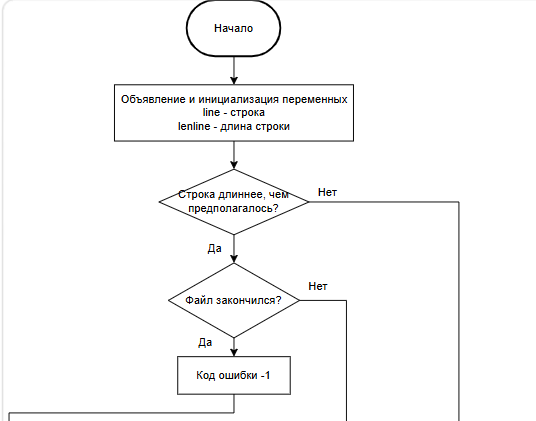 Начало
Объявление и инициализация переменных
line - строка
lenline - длина строки
Строка длиннее, чем
предполагалось?
Нет
Да
Файл закончился?
Нет
Да
Код ошибки -1